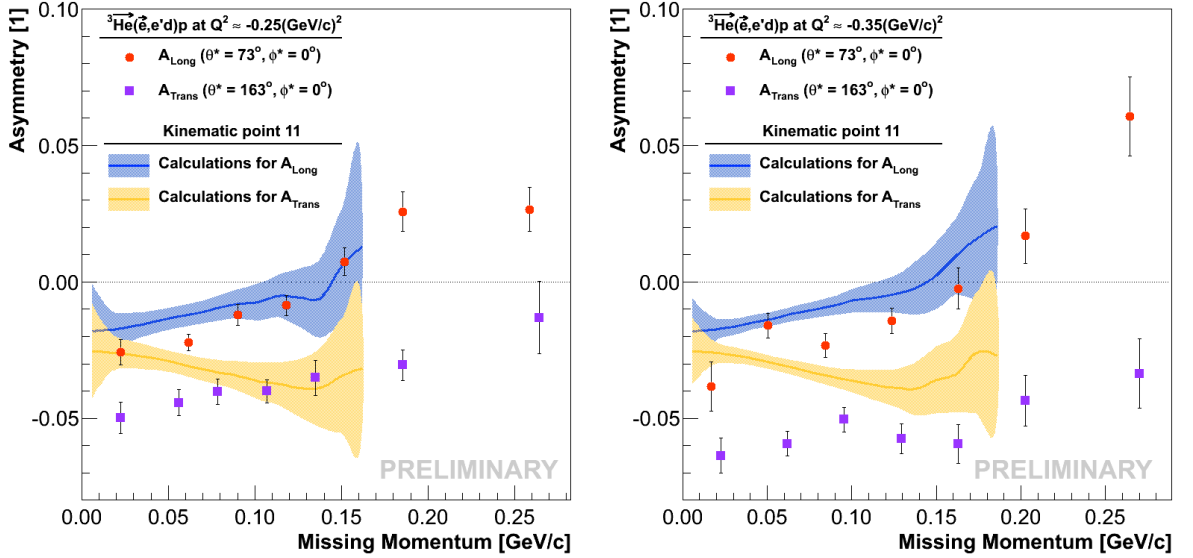 ³He(e,e'd)p at Q² ≈ -0.25(GeV/c)²
A_Long (θ* = 73°, ϕ* = 0°)
A_Trans (θ* = 163°, ϕ* = 0°)
Kinematic point 11
Calculations for A_Long
Calculations for A_Trans
PRELIMINARY
Asymmetry [1]
0.10
0.05
0.00
-0.05
0.00 0.05 0.10 0.15 0.20 0.25
Missing Momentum [GeV/c]
³He(e,e'd)p at Q² ≈ -0.35(GeV/c)²
A_Long (θ* = 73°, ϕ* = 0°)
A_Trans (θ* = 163°, ϕ* = 0°)
Kinematic point 11
Calculations for A_Long
Calculations for A_Trans
PRELIMINARY
Asymmetry [1]
0.10
0.05
0.00
-0.05
0.00 0.05 0.10 0.15 0.20 0.25
Missing Momentum [GeV/c]